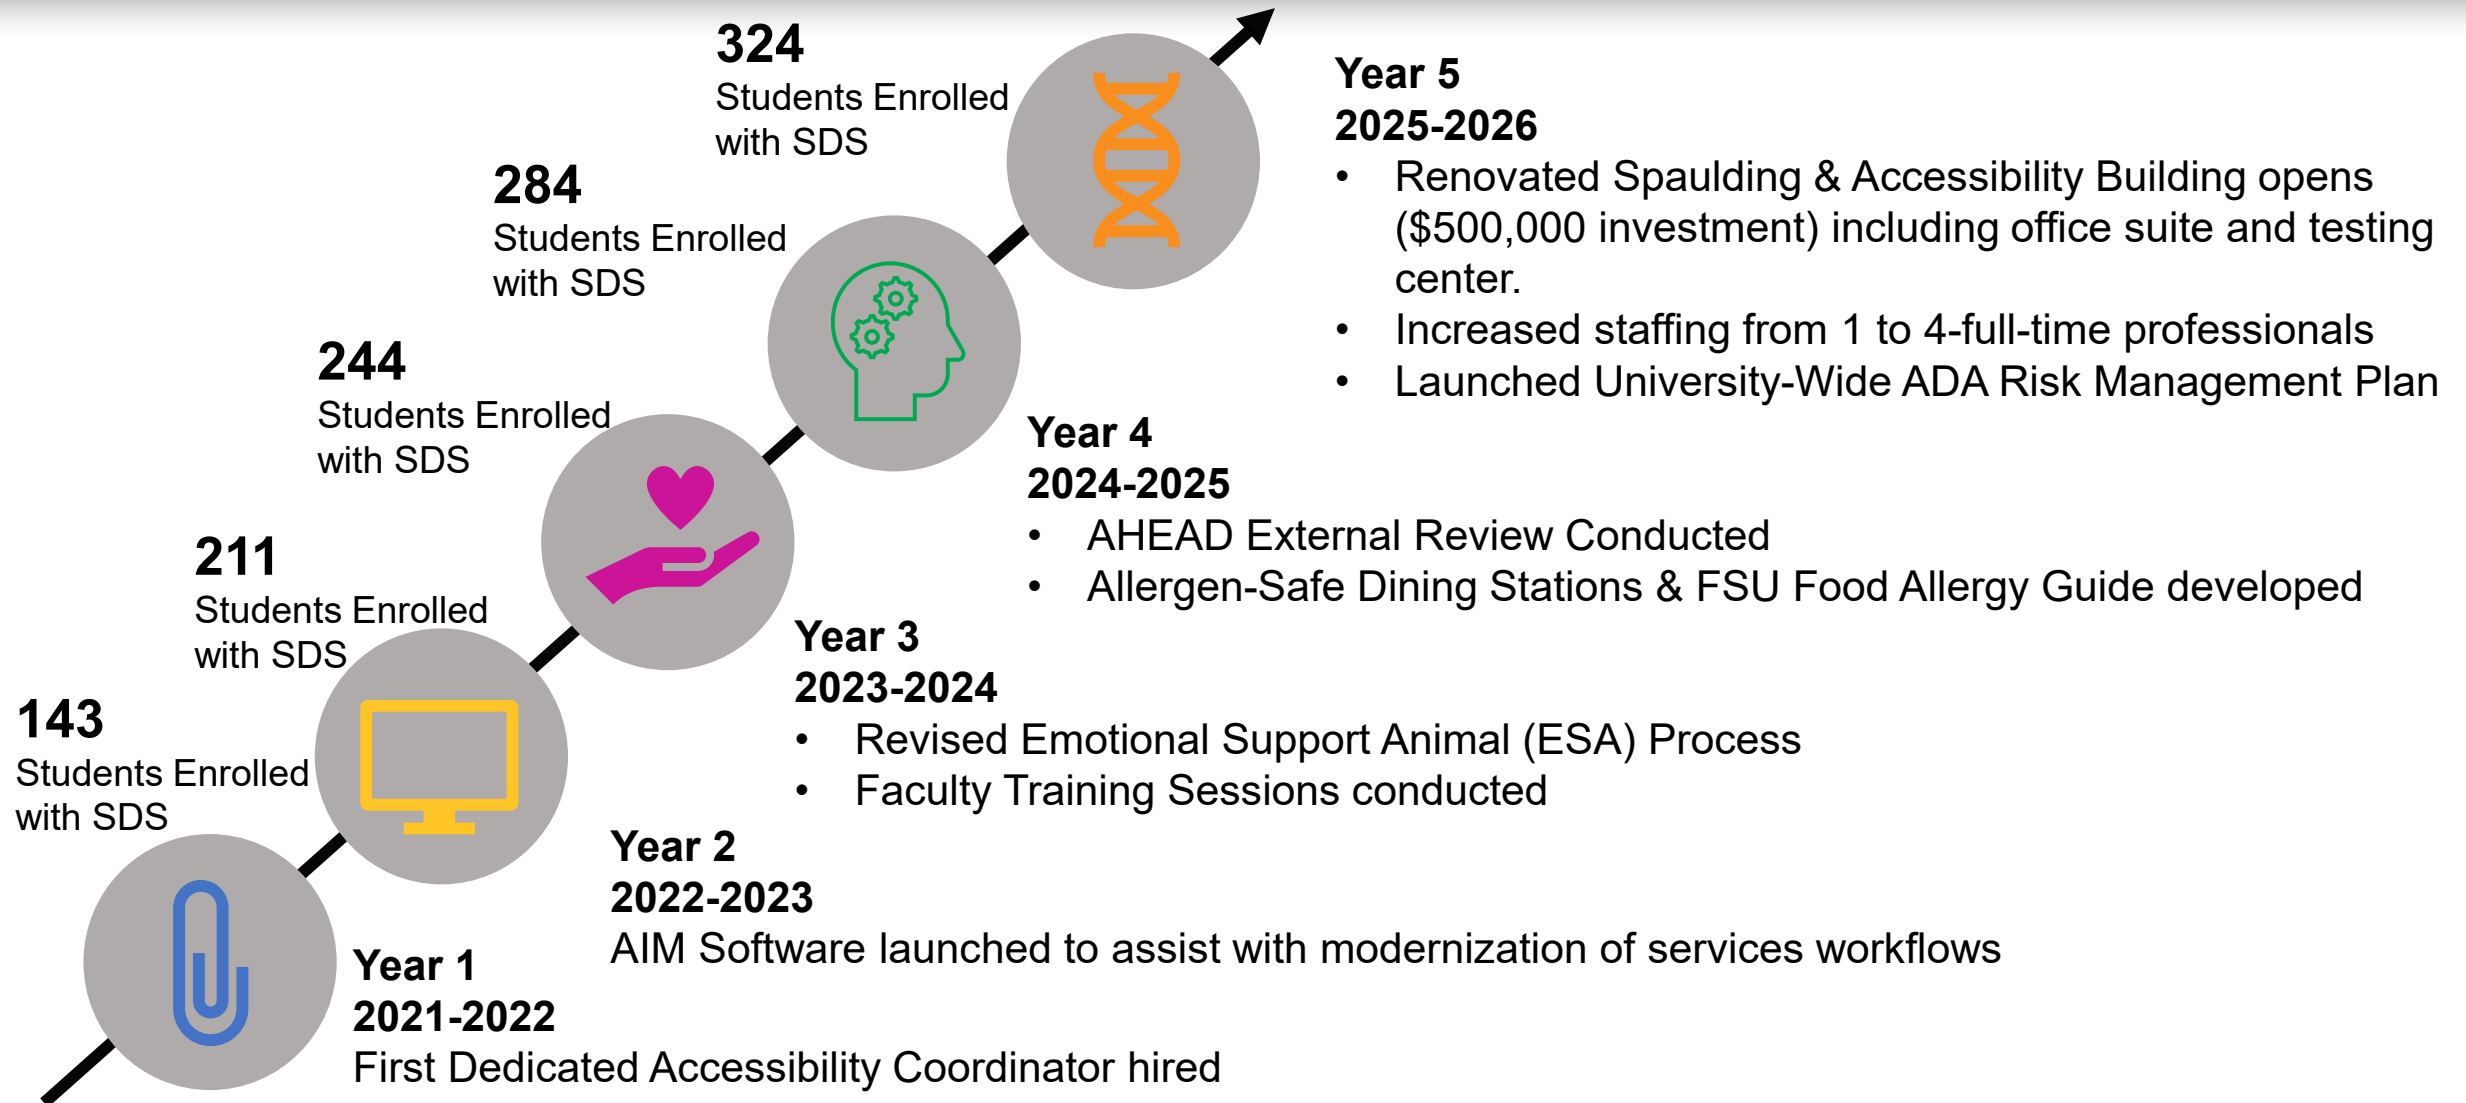 324
Students Enrolled
with SDS
Year 5
2025-2026
• Renovated Spaulding & Accessibility Building opens
($500,000 investment) including office suite and testing
center.
• Increased staffing from 1 to 4-full-time professionals
• Launched University-Wide ADA Risk Management Plan
284
Students Enrolled
with SDS
Year 4
2024-2025
• AHEAD External Review Conducted
• Allergen-Safe Dining Stations & FSU Food Allergy Guide developed
244
Students Enrolled
with SDS
Year 3
2023-2024
• Revised Emotional Support Animal (ESA) Process
• Faculty Training Sessions conducted
211
Students Enrolled
with SDS
Year 2
2022-2023
AIM Software launched to assist with modernization of services workflows
143
Students Enrolled
with SDS
Year 1
2021-2022
First Dedicated Accessibility Coordinator hired